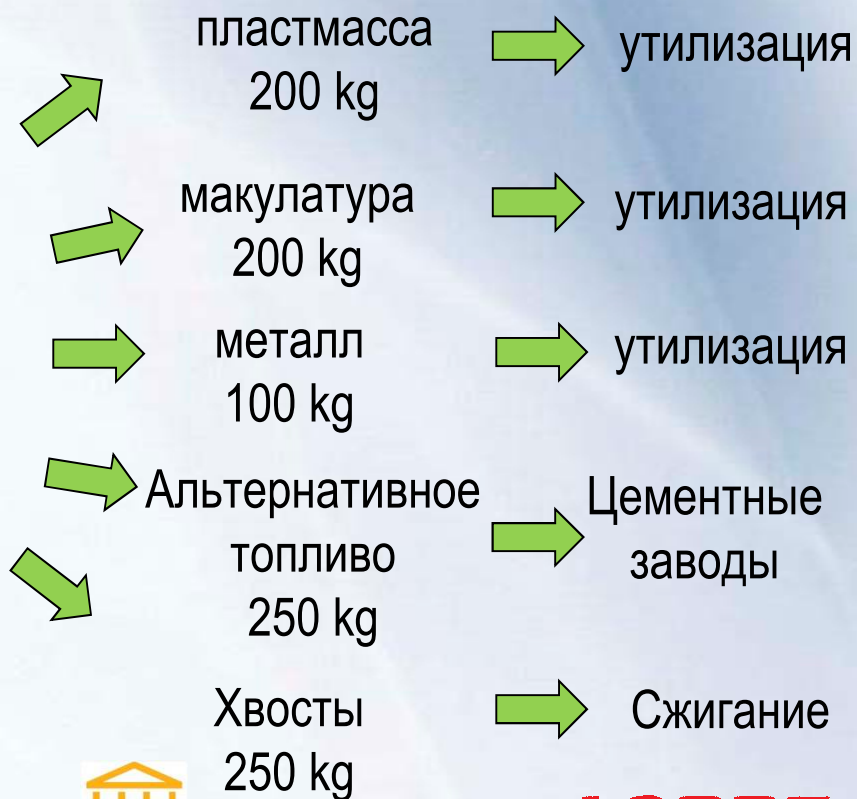 пластмасса
200 kg
утилизация
макулатура
200 kg
утилизация
металл
100 kg
утилизация
Альтернативное
топливо
250 kg
Цементные
заводы
Хвосты
250 kg
Сжигание